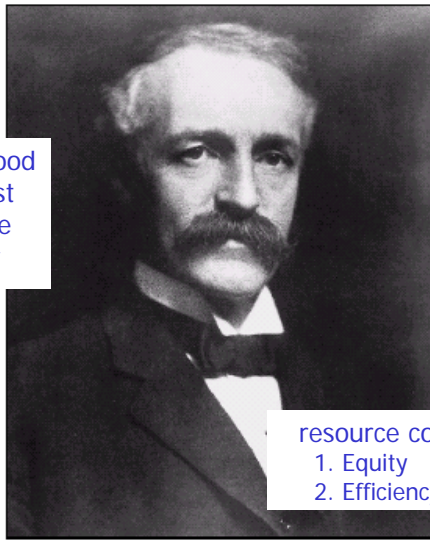 ood
st
e
resource co
1. Equity
2. Efficienc